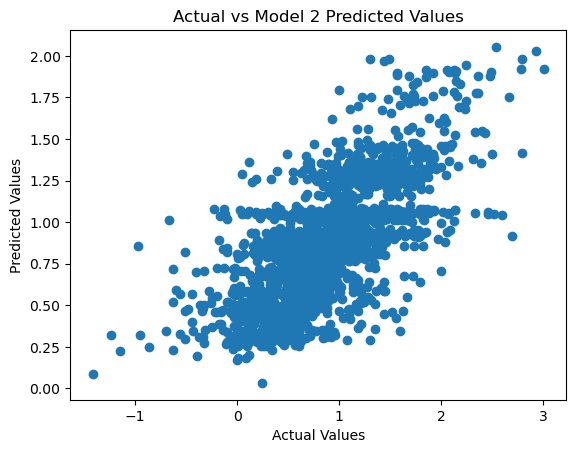 Actual vs Model 2 Predicted Values
2.00
1.75
1.50
1.25
1.00
0.75
0.50
0.25
0.00
Predicted Values
−1 0 1 2 3
Actual Values